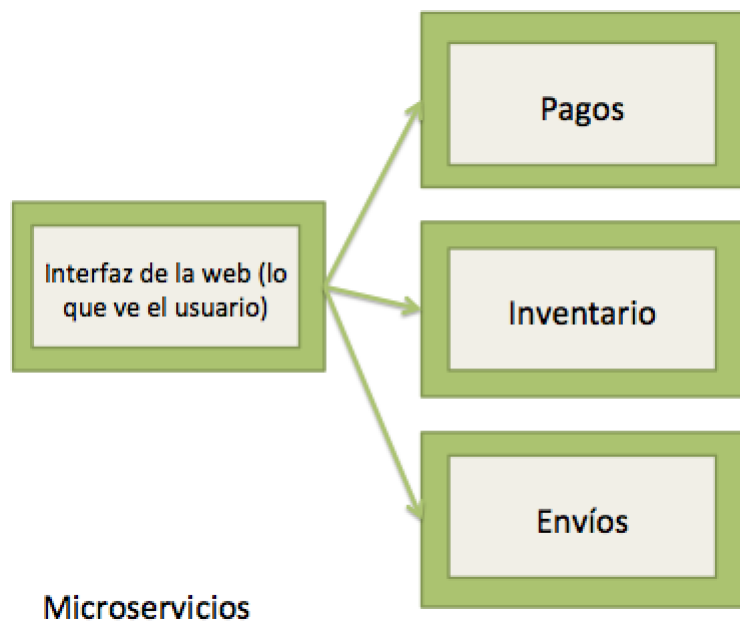 Pagos
Interfaz de la web (lo
que ve el usuario)
Inventario
Envíos
Microservicios